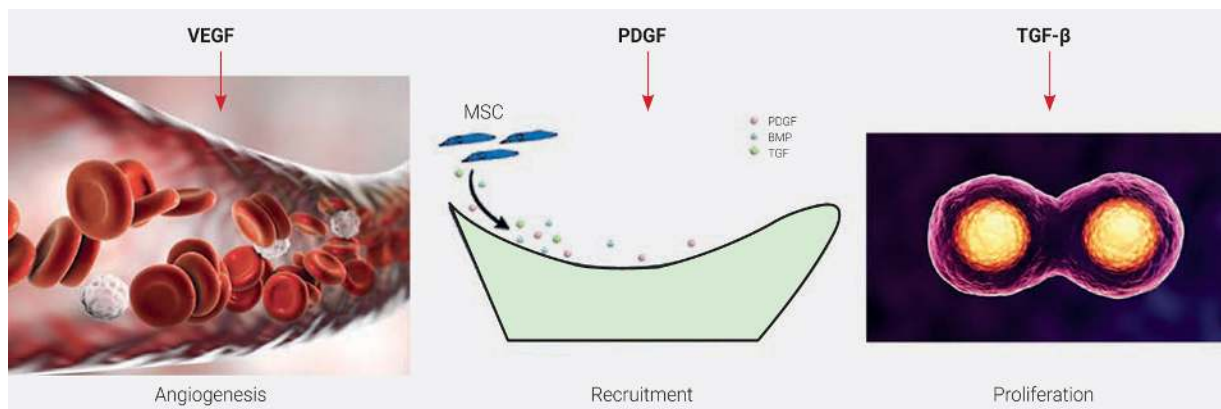 VEGF
PDGF
TGF-β
MSC
PDGF
BMP
TGF
Angiogenesis
Recruitment
Proliferation